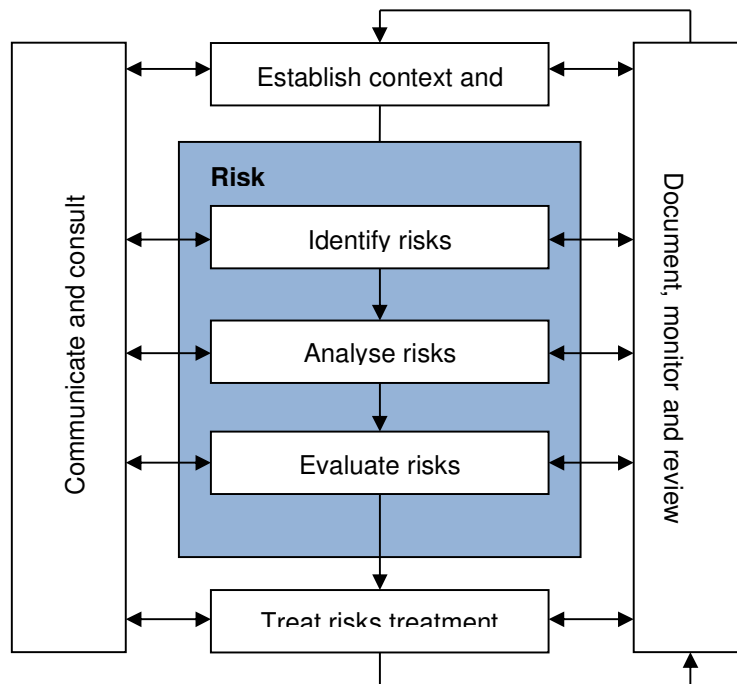 Establish context and
Risk
Identify risks
Analyse risks
Evaluate risks
Treat risks treatment
Communicate and consult
Document, monitor and review